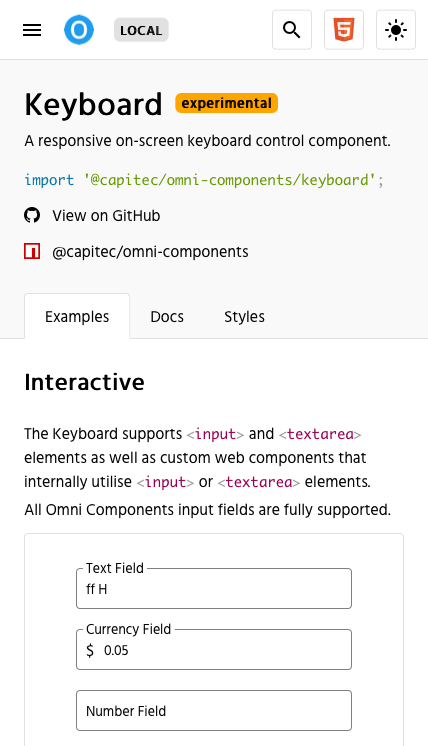 LOCAL
Keyboard experimental
A responsive on-screen keyboard control component.
import '@capitec/omni-components/keyboard';
View on GitHub
@capitec/omni-components
Examples Docs Styles
Interactive
The Keyboard supports <input> and <textarea>
elements as well as custom web components that
internally utilise <input> or <textarea> elements.
All Omni Components input fields are fully supported.
Text Field
ff H
Currency Field
$ 0.05
Number Field